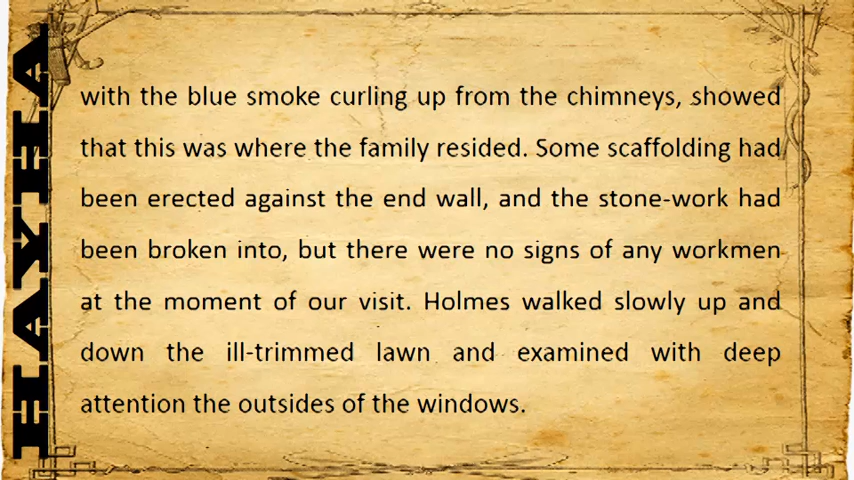 HAYHA
with the blue smoke curling up from the chimneys, showed
that this was where the family resided. Some scaffolding had
been erected against the end wall, and the stone-work had
been broken into, but there were no signs of any workmen
at the moment of our visit. Holmes walked slowly up and
down the ill-trimmed lawn and examined with deep
attention the outsides of the windows.